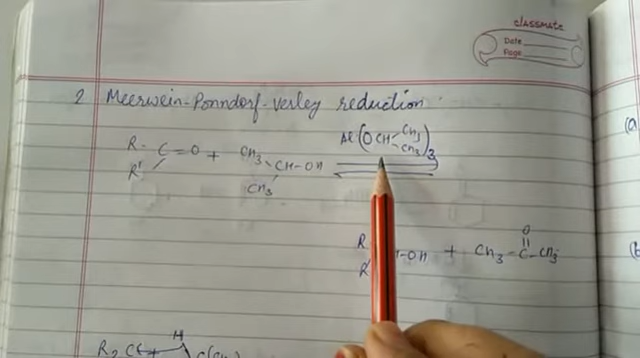 classmate
Date
Page
2 Meerwein-Ponndorf-Verley reduction
Al(OCH CH3 CH3)3
R- C=O + CH3 CH-OH
R' CH3
R O
R' -OH + CH3-C-CH3
(a)
H
(b)